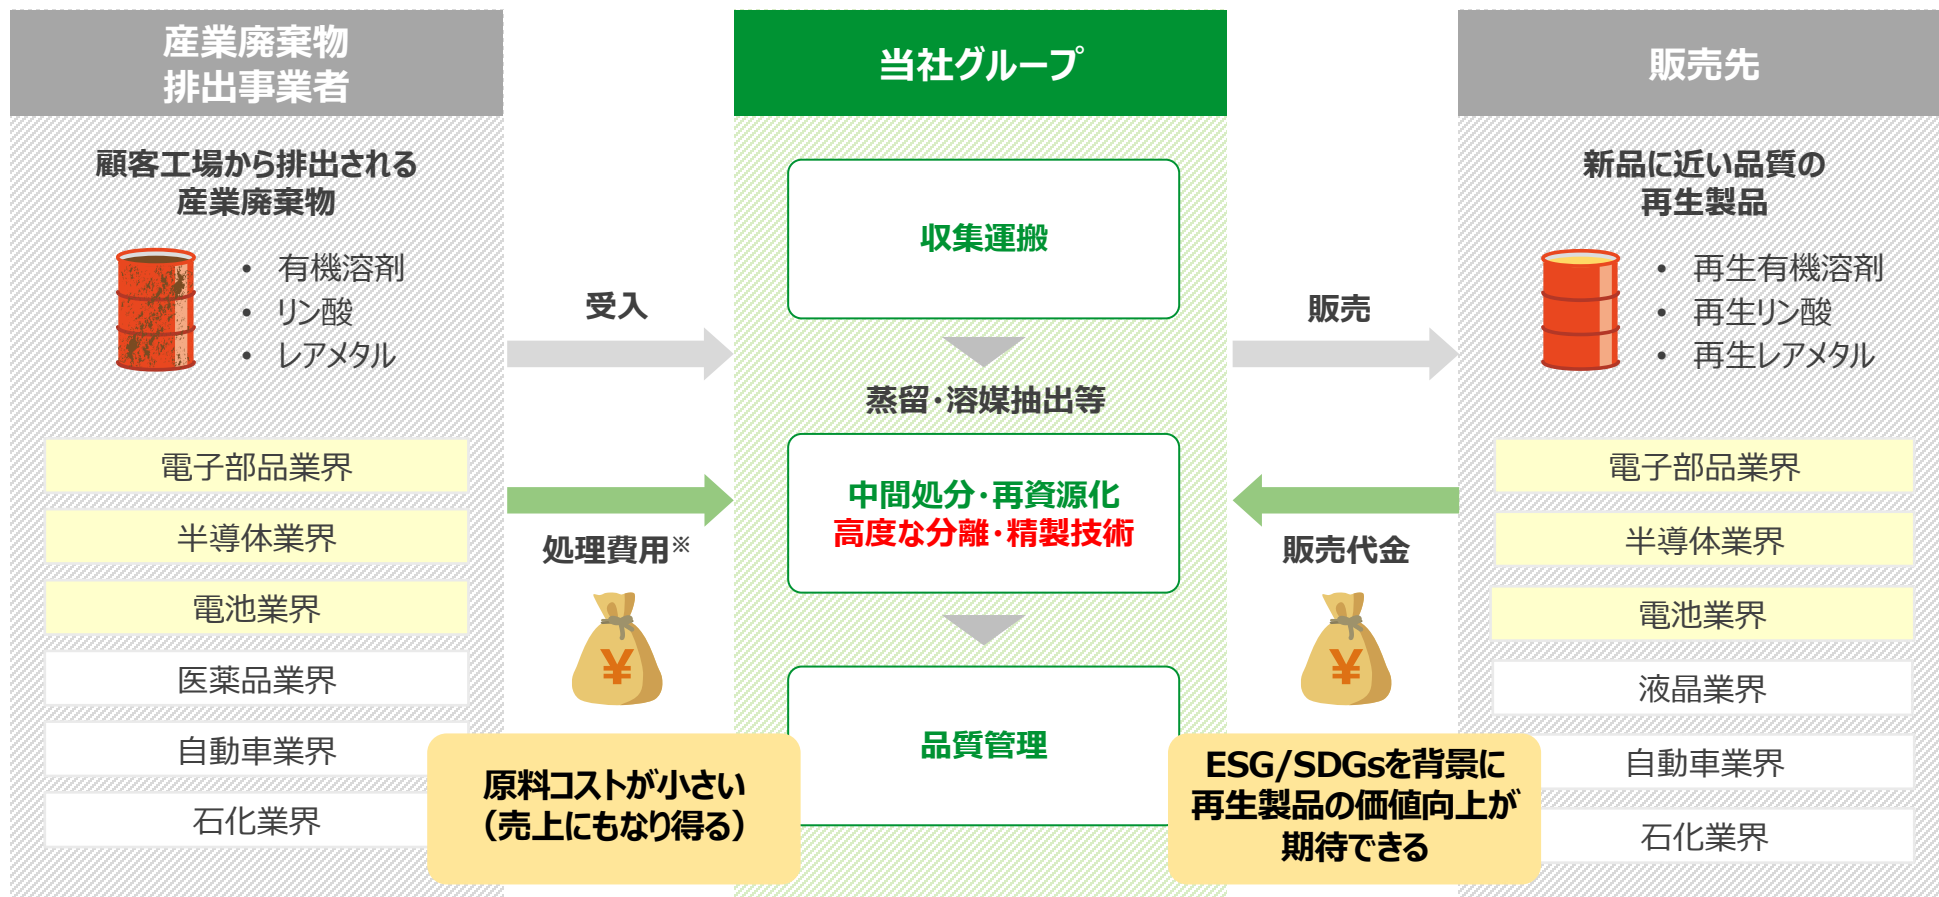 産業廃棄物
排出事業者
顧客工場から排出される
産業廃棄物
• 有機溶剤
• リン酸
• レアメタル
電子部品業界
半導体業界
電池業界
医薬品業界
自動車業界
石化業界
受入
処理費用※
¥
原料コストが小さい
（売上にもなり得る）
当社グループ
収集運搬
蒸留・溶媒抽出等
中間処分・再資源化
高度な分離・精製技術
品質管理
販売
販売代金
¥
ESG/SDGsを背景に
再生製品の価値向上が
期待できる
販売先
新品に近い品質の
再生製品
• 再生有機溶剤
• 再生リン酸
• 再生レアメタル
電子部品業界
半導体業界
電池業界
液晶業界
自動車業界
石化業界